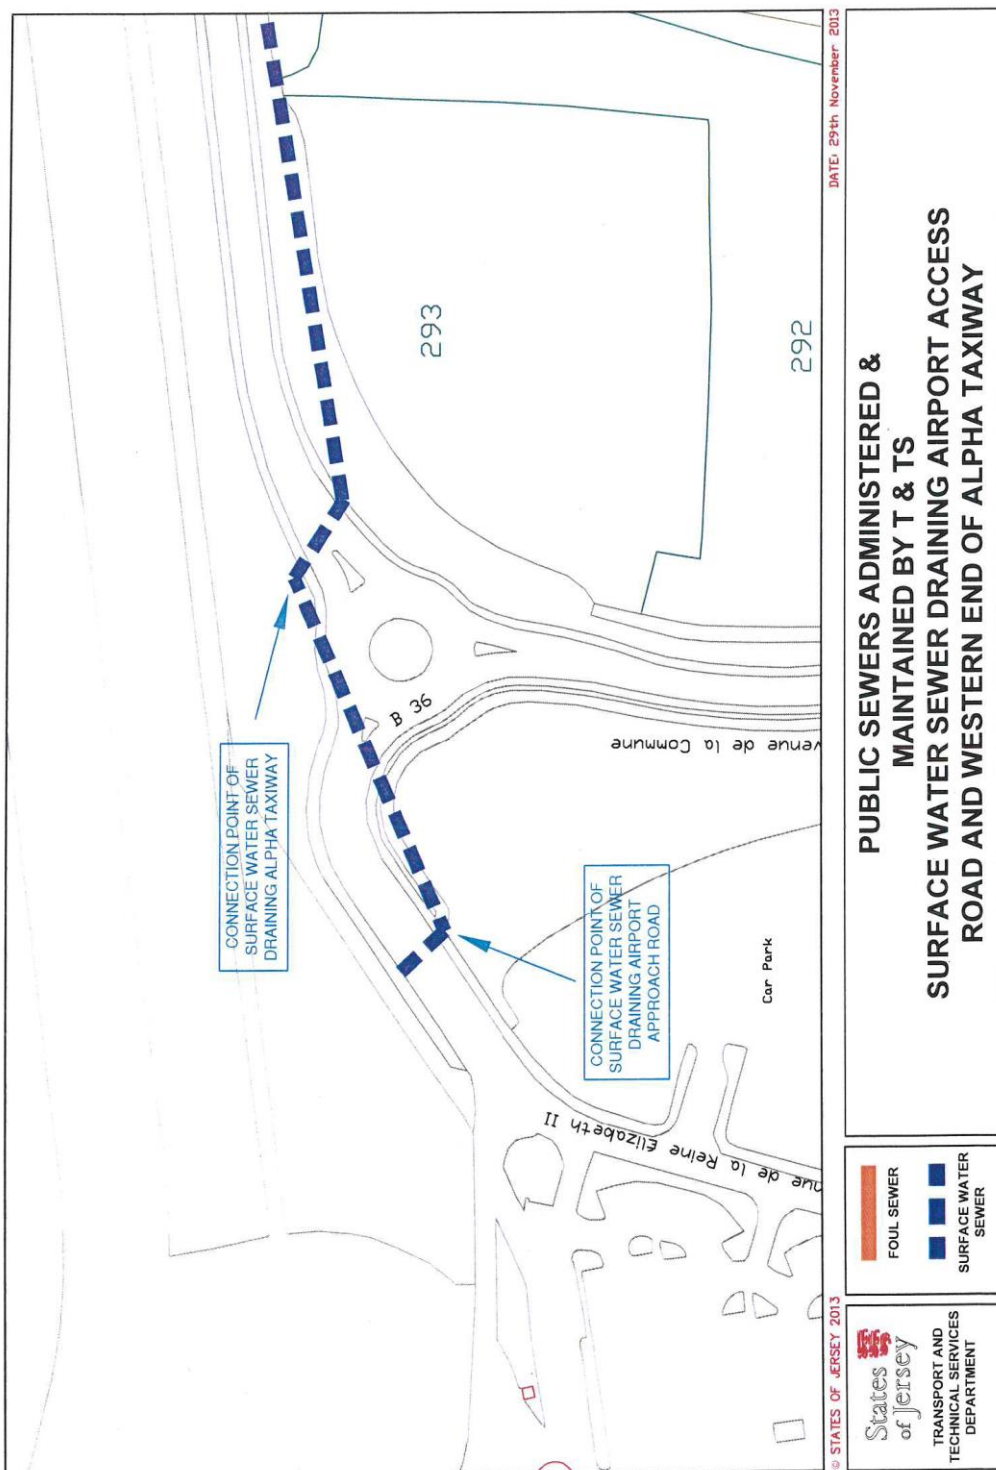 CONNECTION POINT OF
SURFACE WATER SEWER
DRAINING ALPHA TAXIWAY
CONNECTION POINT OF
SURFACE WATER SEWER
DRAINING AIRPORT
APPROACH ROAD
B 36
293
292
venue de la Commune
Car Park
nue de la Reine Elizabeth II
© STATES OF JERSEY 2013
DATE: 29th November 2013
States
of Jersey
TRANSPORT AND
TECHNICAL SERVICES
DEPARTMENT
FOUL SEWER
SURFACE WATER
SEWER
PUBLIC SEWERS ADMINISTERED &
MAINTAINED BY T & TS
SURFACE WATER SEWER DRAINING AIRPORT ACCESS
ROAD AND WESTERN END OF ALPHA TAXIWAY